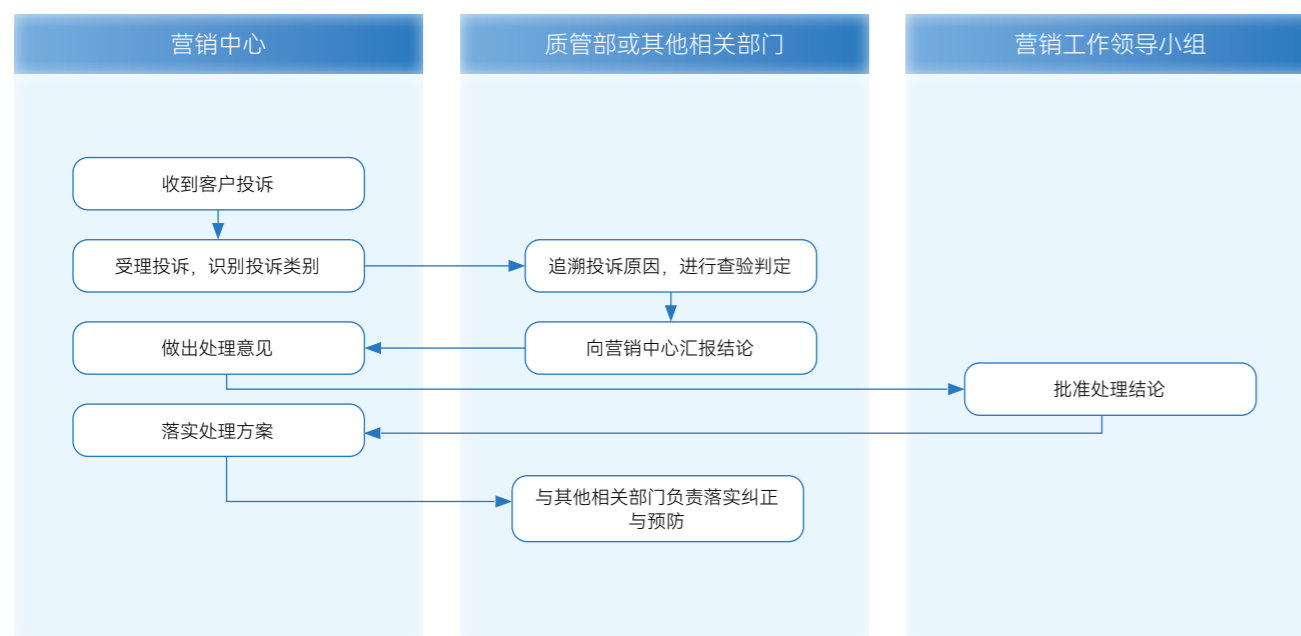 营销中心
质管部或其他相关部门
营销工作领导小组
收到客户投诉
受理投诉，识别投诉类别
追溯投诉原因，进行查验判定
做出处理意见
向营销中心汇报结论
批准处理结论
落实处理方案
与其他相关部门负责落实纠正
与预防